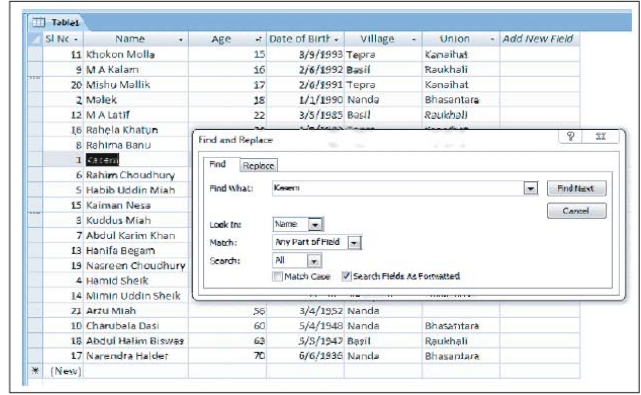 Table1
Sl No Name Age Date of Birth Village Union Add New Field
11 Khokon Molla 15 8/9/1993 Tepra Kanaihat
9 M A Kalam 16 2/6/1992 Basil Raukhali
20 Mishu Mallik 17 2/6/1991 Tepra Kanaihat
2 Malek 18 1/1/1990 Nanda Bhasantara
12 M A Latif 22 3/5/1985 Basil Raukhali
16 Rahela Khatun
8 Rahima Banu
1 Kasem
6 Rahim Choudhury
5 Habib Uddin Miah
15 Kaiman Nesa
3 Kuddus Miah
7 Abdul Karim Khan
13 Hanifa Begam
19 Nasreen Choudhury
4 Hamid Sheik
14 Mimin Uddin Sheik
21 Arzu Miah 56 3/4/1952 Nanda
10 Charubala Dasi 60 5/4/1948 Nanda Bhasantara
18 Abdul Halim Biswas 63 5/5/1947 Basil Raukhali
17 Narendra Halder 70 6/6/1938 Nanda Bhasantara
(New)
Find and Replace
Find Replace
Find What: Kasem Find Next
Cancel
Look In: Name
Match: Any Part of Field
Search: All
Match Case Search Fields As Formatted